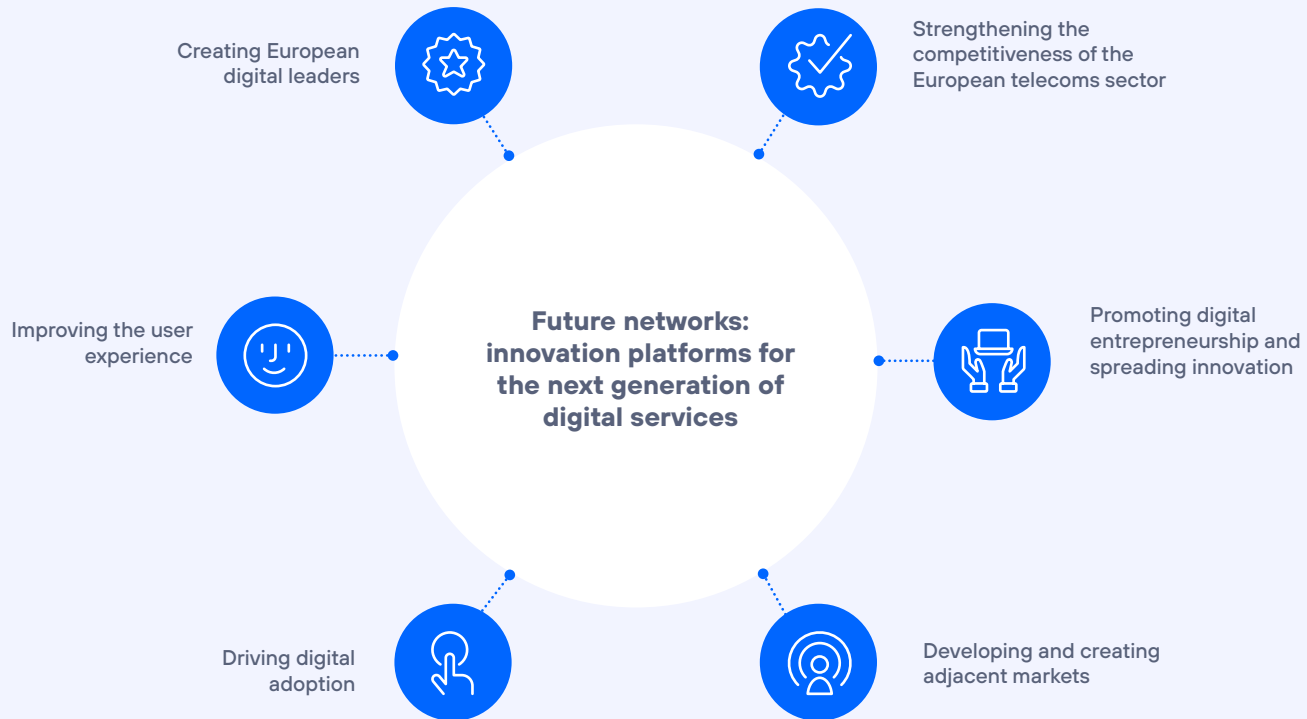 Creating European
digital leaders
Strengthening the
competitiveness of the
European telecoms sector
Improving the user
experience
Future networks:
innovation platforms for
the next generation of
digital services
Promoting digital
entrepreneurship and
spreading innovation
Driving digital
adoption
Developing and creating
adjacent markets